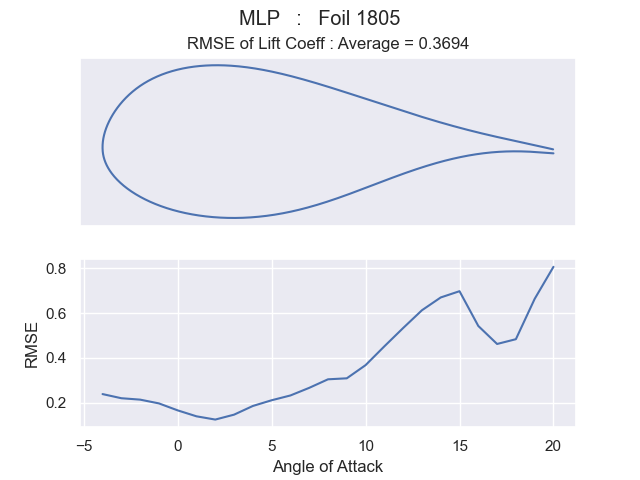 MLP : Foil 1805
RMSE of Lift Coeff : Average = 0.3694
0.8
0.6
0.4
0.2
RMSE
−5 0 5 10 15 20
Angle of Attack